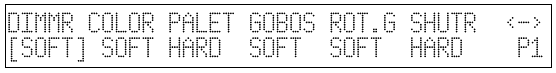 DIMMR COLOR PALET GOBOS ROT.G SHUTR <->
[SOFT] SOFT HARD SOFT SOFT HARD P1